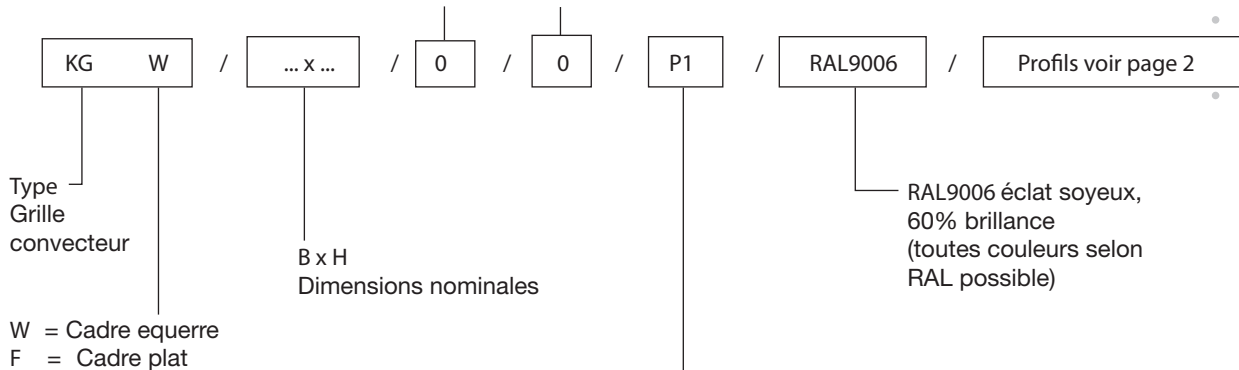 KG W / ... x ... / 0 / 0 / P1 / RAL9006 / Profils voir page 2
Type
Grille
convecteur
RAL9006 éclat soyeux,
60% brillance
(toutes couleurs selon
RAL possible)
B x H
Dimensions nominales
W = Cadre equerre
F = Cadre plat